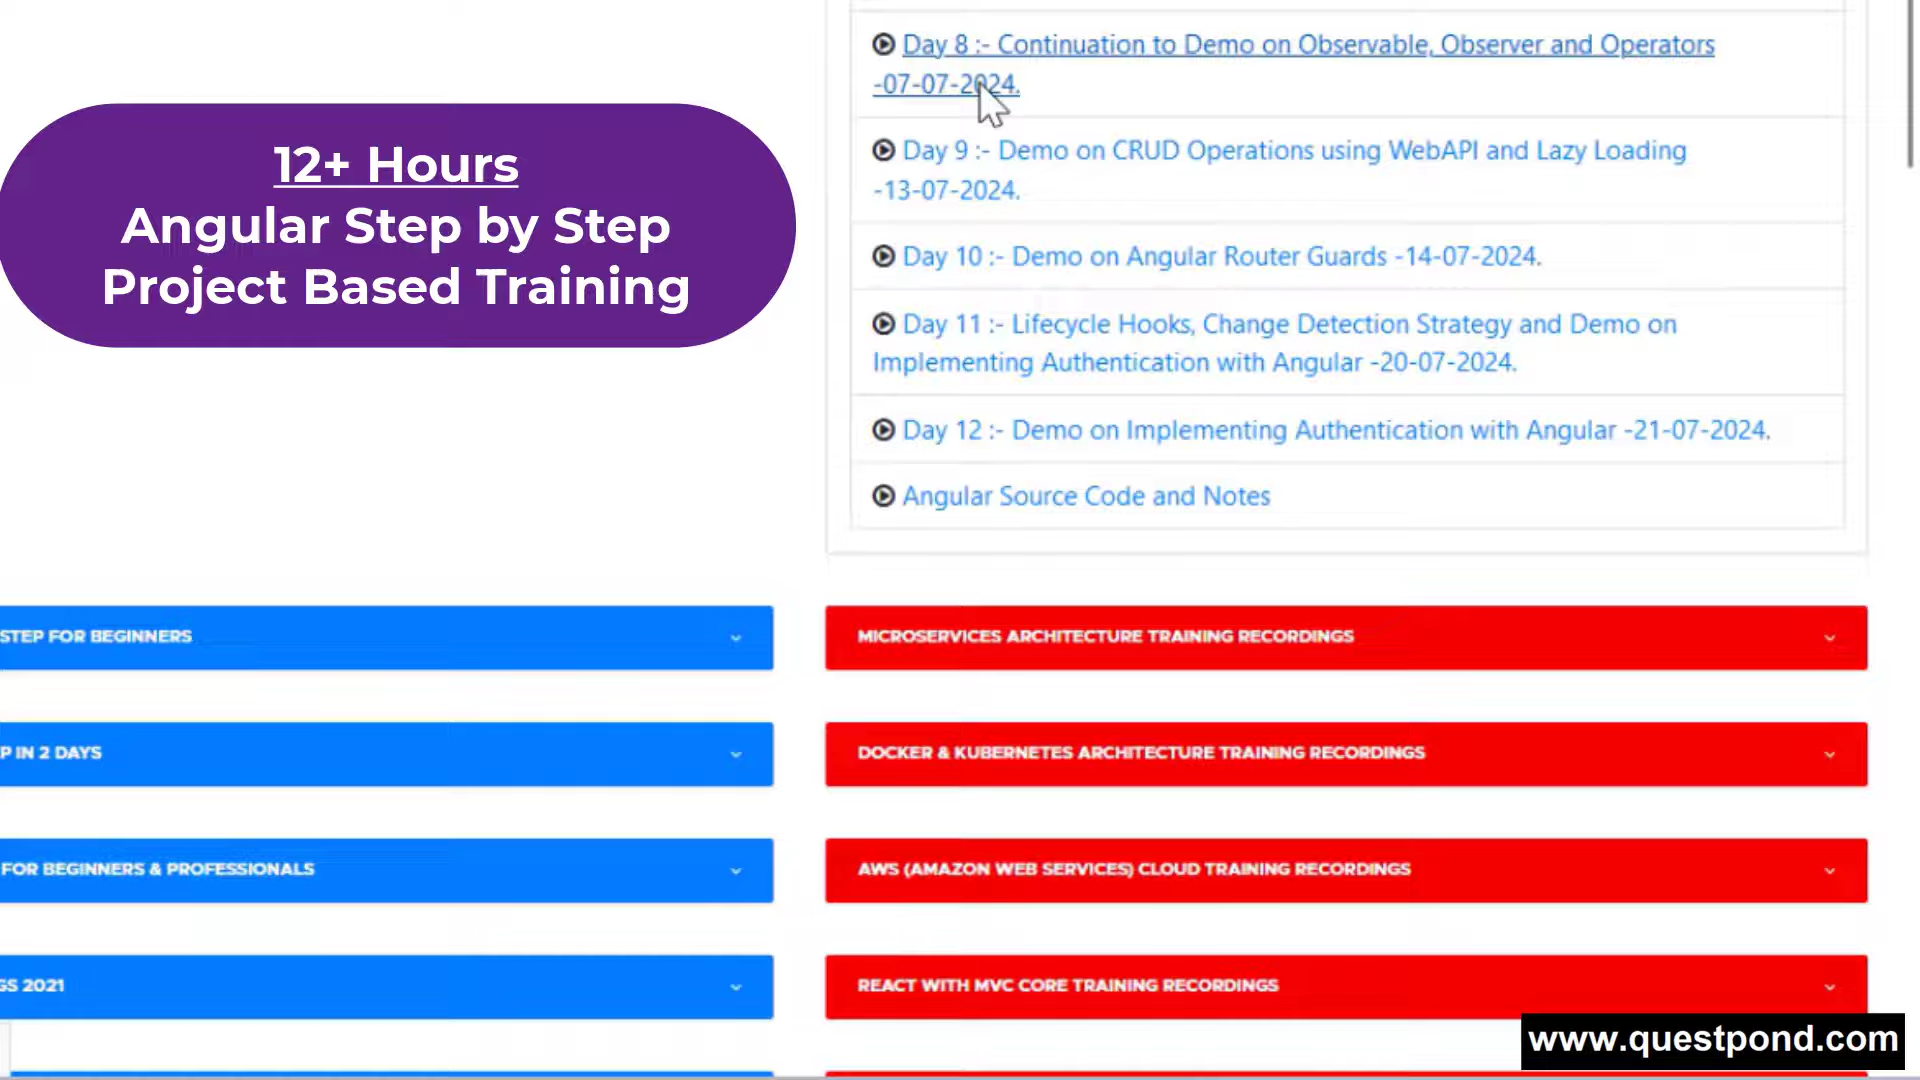 12+ Hours
Angular Step by Step
Project Based Training
Day 8 :- Continuation to Demo on Observable, Observer and Operators
-07-07-2024.
Day 9 :- Demo on CRUD Operations using WebAPI and Lazy Loading
-13-07-2024.
Day 10 :- Demo on Angular Router Guards -14-07-2024.
Day 11 :- Lifecycle Hooks, Change Detection Strategy and Demo on
Implementing Authentication with Angular -20-07-2024.
Day 12 :- Demo on Implementing Authentication with Angular -21-07-2024.
Angular Source Code and Notes
STEP FOR BEGINNERS
P IN 2 DAYS
FOR BEGINNERS & PROFESSIONALS
GS 2021
MICROSERVICES ARCHITECTURE TRAINING RECORDINGS
DOCKER & KUBERNETES ARCHITECTURE TRAINING RECORDINGS
AWS (AMAZON WEB SERVICES) CLOUD TRAINING RECORDINGS
REACT WITH MVC CORE TRAINING RECORDINGS
www.questpond.com